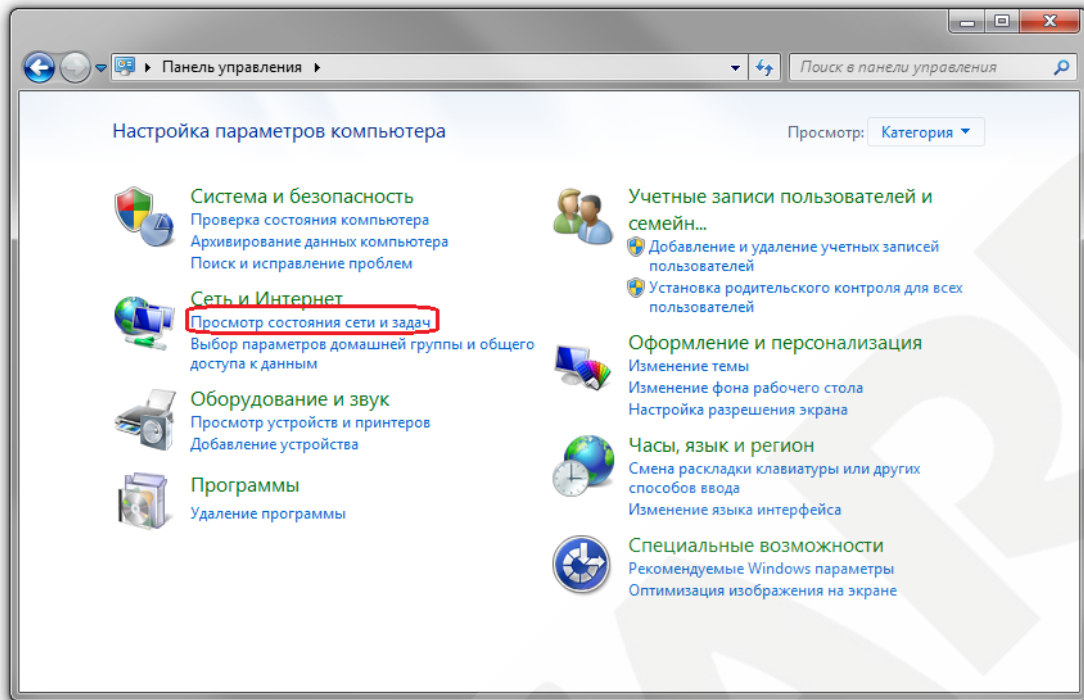 Панель управления
Поиск в панели управления
Настройка параметров компьютера
Просмотр: Категория
Система и безопасность
Проверка состояния компьютера
Архивирование данных компьютера
Поиск и исправление проблем
Сеть и Интернет
Просмотр состояния сети и задач
Выбор параметров домашней группы и общего
доступа к данным
Оборудование и звук
Просмотр устройств и принтеров
Добавление устройства
Программы
Удаление программы
Учетные записи пользователей и
семейн...
Добавление и удаление учетных записей
пользователей
Установка родительского контроля для всех
пользователей
Оформление и персонализация
Изменение темы
Изменение фона рабочего стола
Настройка разрешения экрана
Часы, язык и регион
Смена раскладки клавиатуры или других
способов ввода
Изменение языка интерфейса
Специальные возможности
Рекомендуемые Windows параметры
Оптимизация изображения на экране